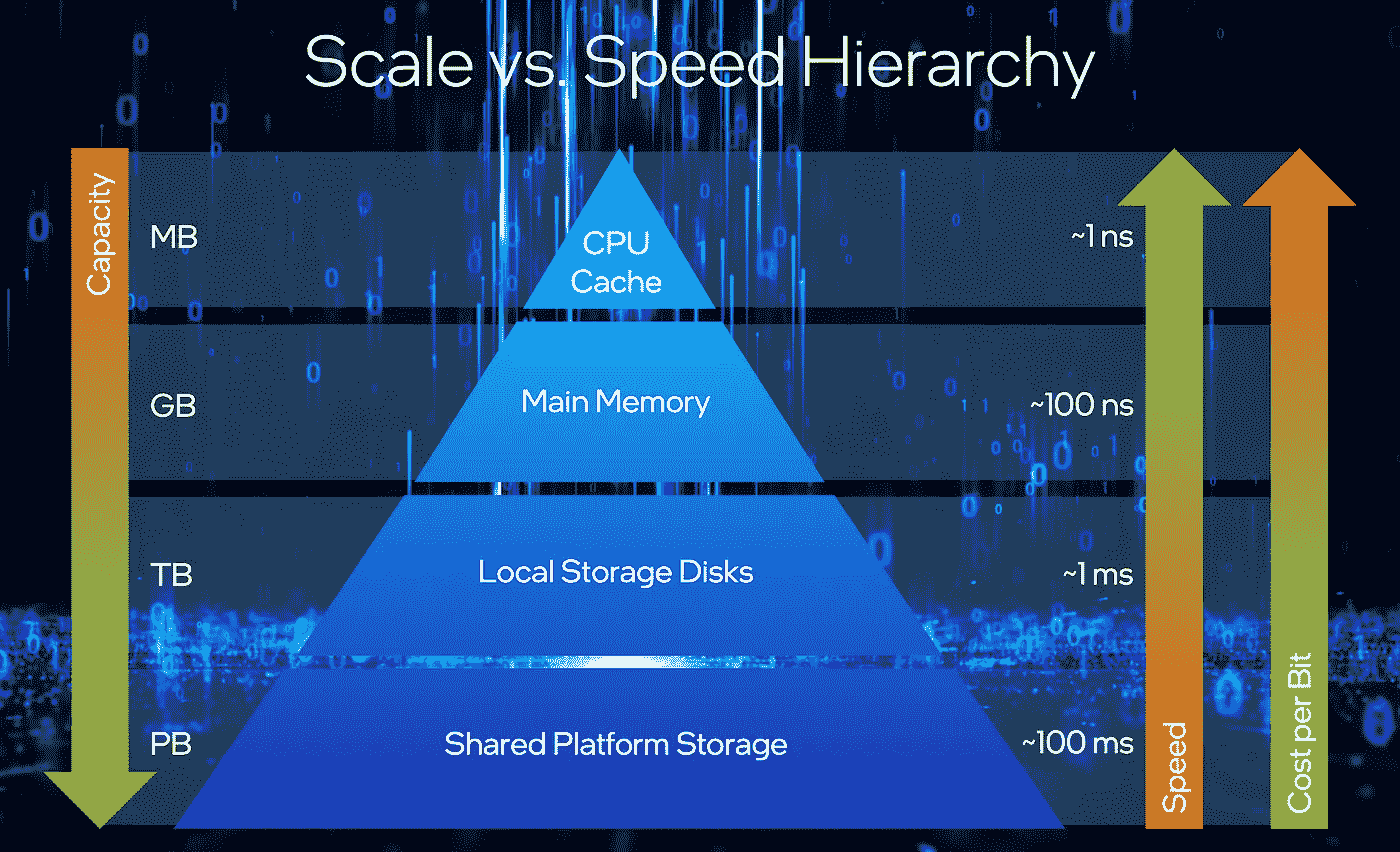 Scale vs. Speed Hierarchy
Capacity
MB
CPU
Cache
~1 ns
GB
Main Memory
~100 ns
TB
Local Storage Disks
~1 ms
PB
Shared Platform Storage
~100 ms
Speed
Cost per Bit